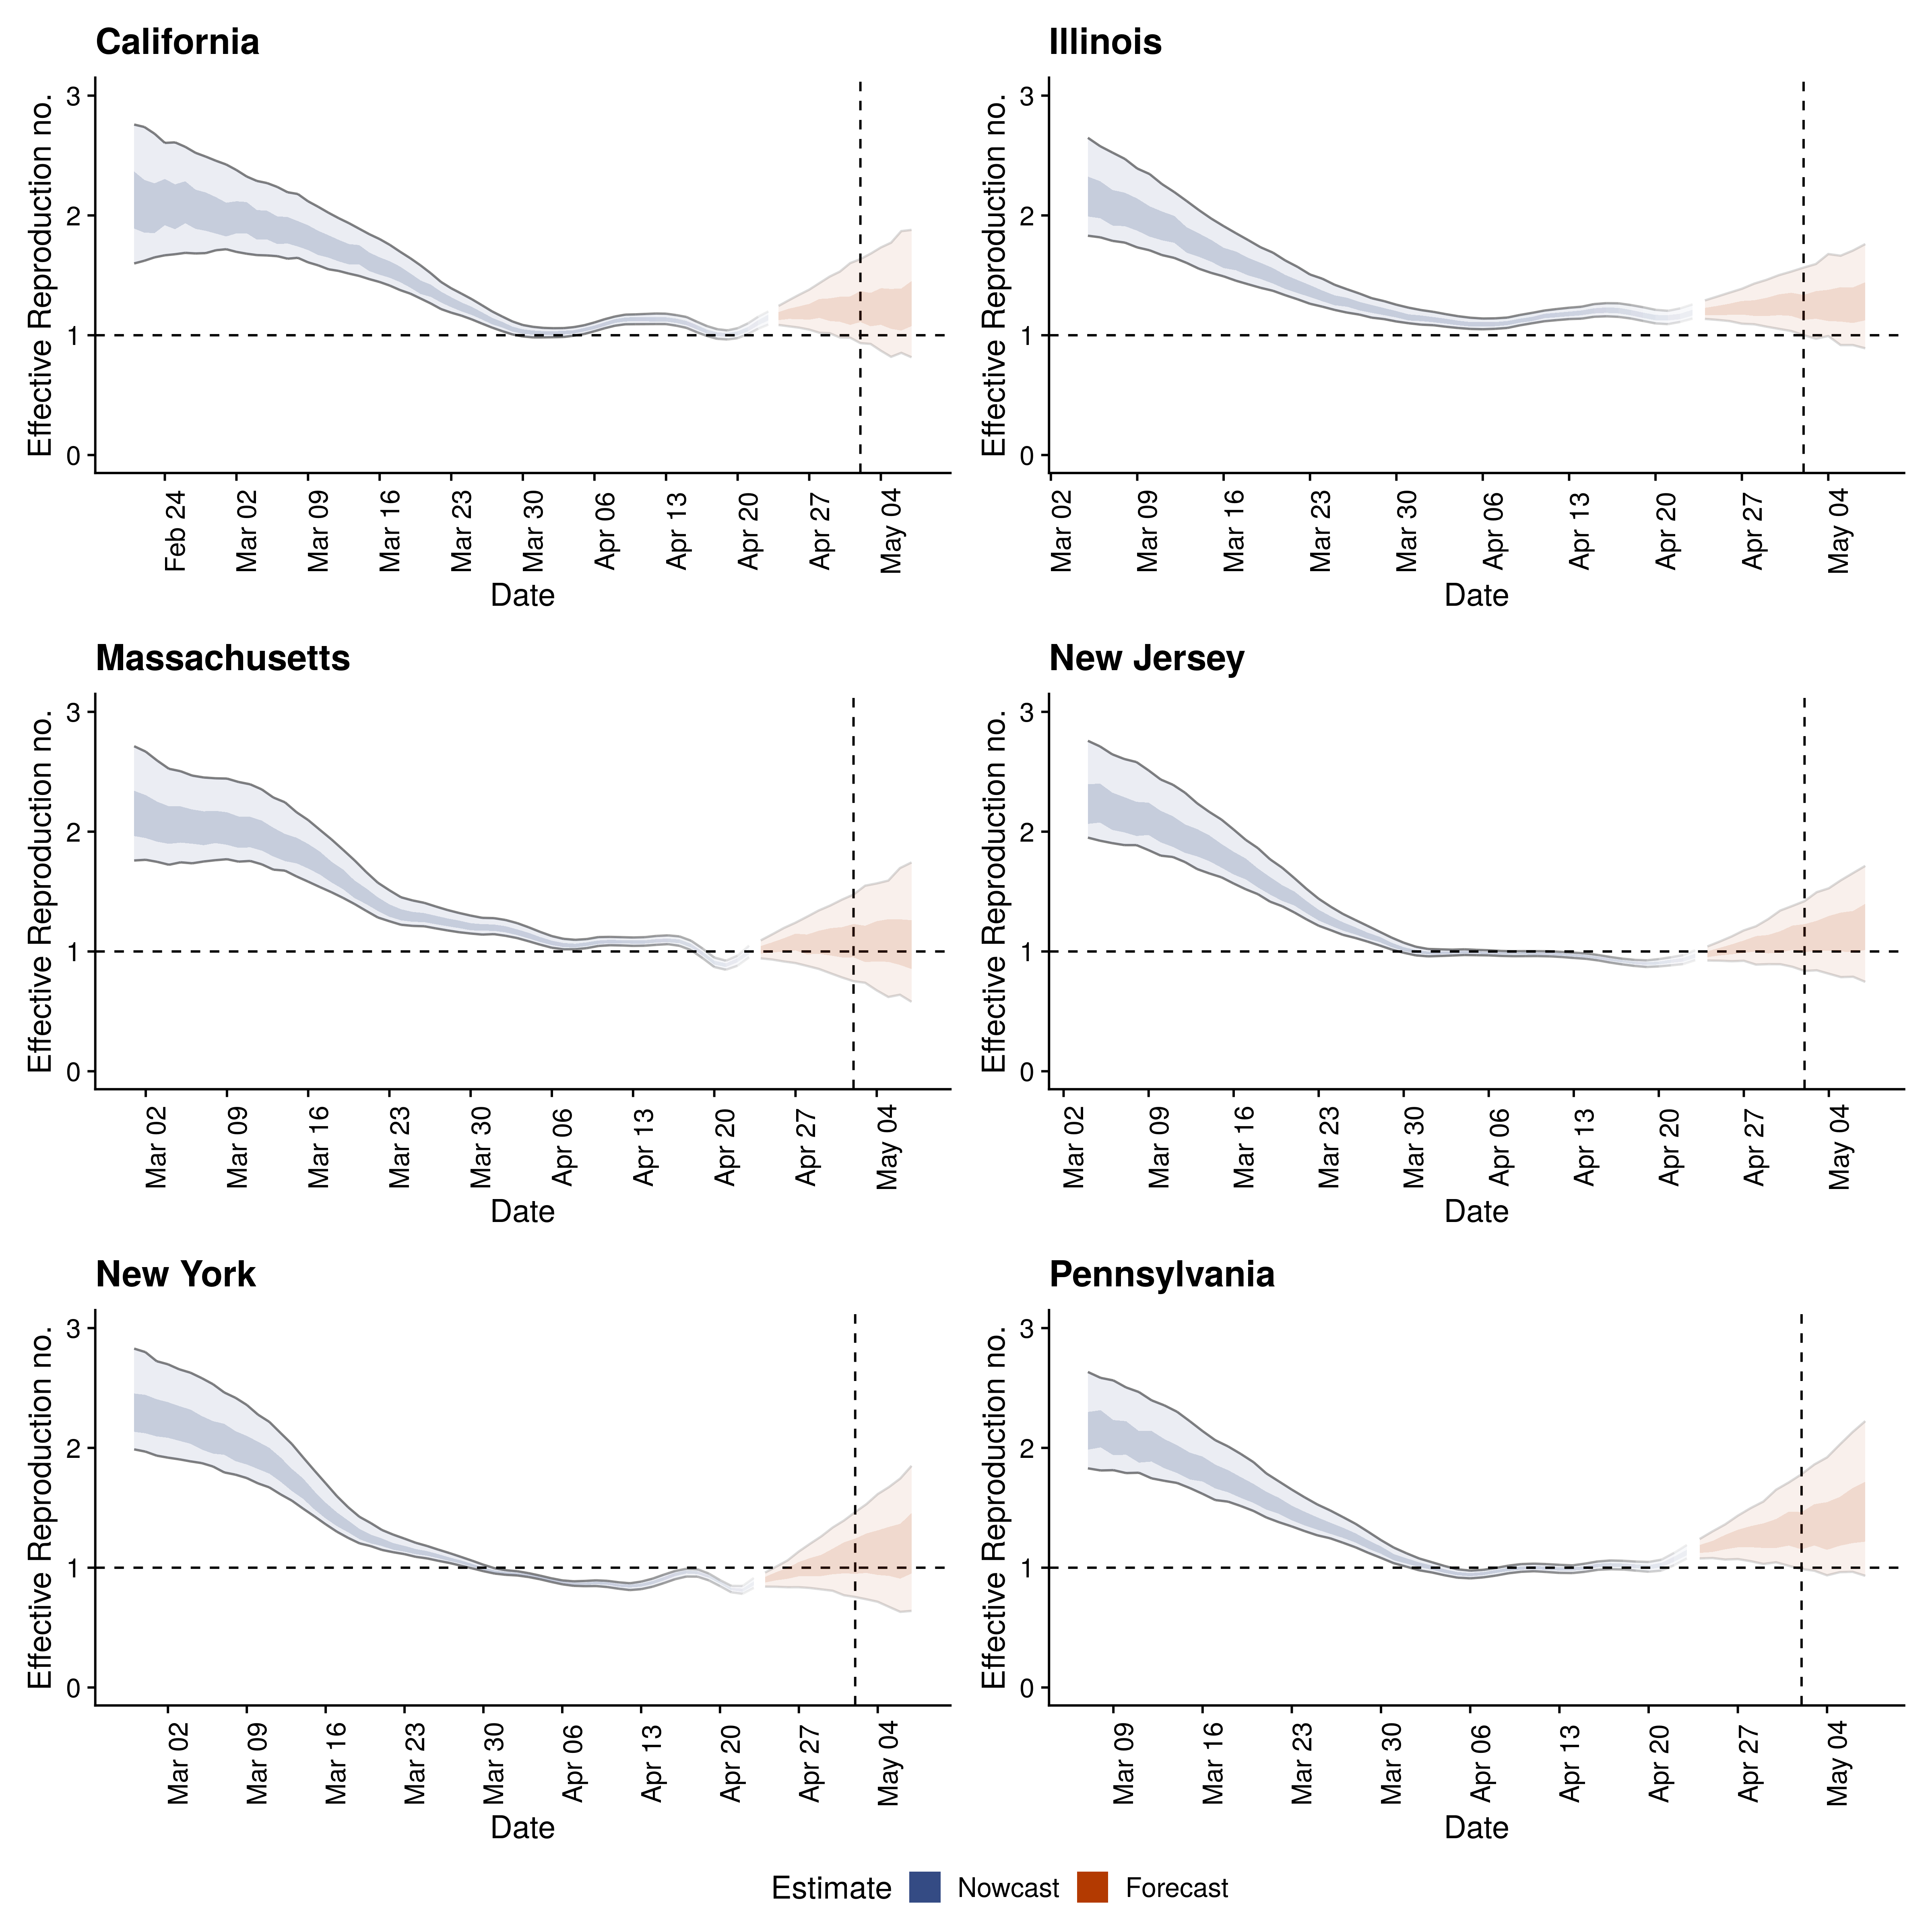 California
Effective Reproduction no.
3
2
1
0
Feb 24
Mar 02
Mar 09
Mar 16
Mar 23
Mar 30
Apr 06
Apr 13
Apr 20
Apr 27
May 04
Date
Illinois
Effective Reproduction no.
3
2
1
0
Mar 02
Mar 09
Mar 16
Mar 23
Mar 30
Apr 06
Apr 13
Apr 20
Apr 27
May 04
Date
Massachusetts
Effective Reproduction no.
3
2
1
0
Mar 02
Mar 09
Mar 16
Mar 23
Mar 30
Apr 06
Apr 13
Apr 20
Apr 27
May 04
Date
New Jersey
Effective Reproduction no.
3
2
1
0
Mar 02
Mar 09
Mar 16
Mar 23
Mar 30
Apr 06
Apr 13
Apr 20
Apr 27
May 04
Date
New York
Effective Reproduction no.
3
2
1
0
Mar 02
Mar 09
Mar 16
Mar 23
Mar 30
Apr 06
Apr 13
Apr 20
Apr 27
May 04
Date
Pennsylvania
Effective Reproduction no.
3
2
1
0
Mar 09
Mar 16
Mar 23
Mar 30
Apr 06
Apr 13
Apr 20
Apr 27
May 04
Date
Estimate Nowcast Forecast